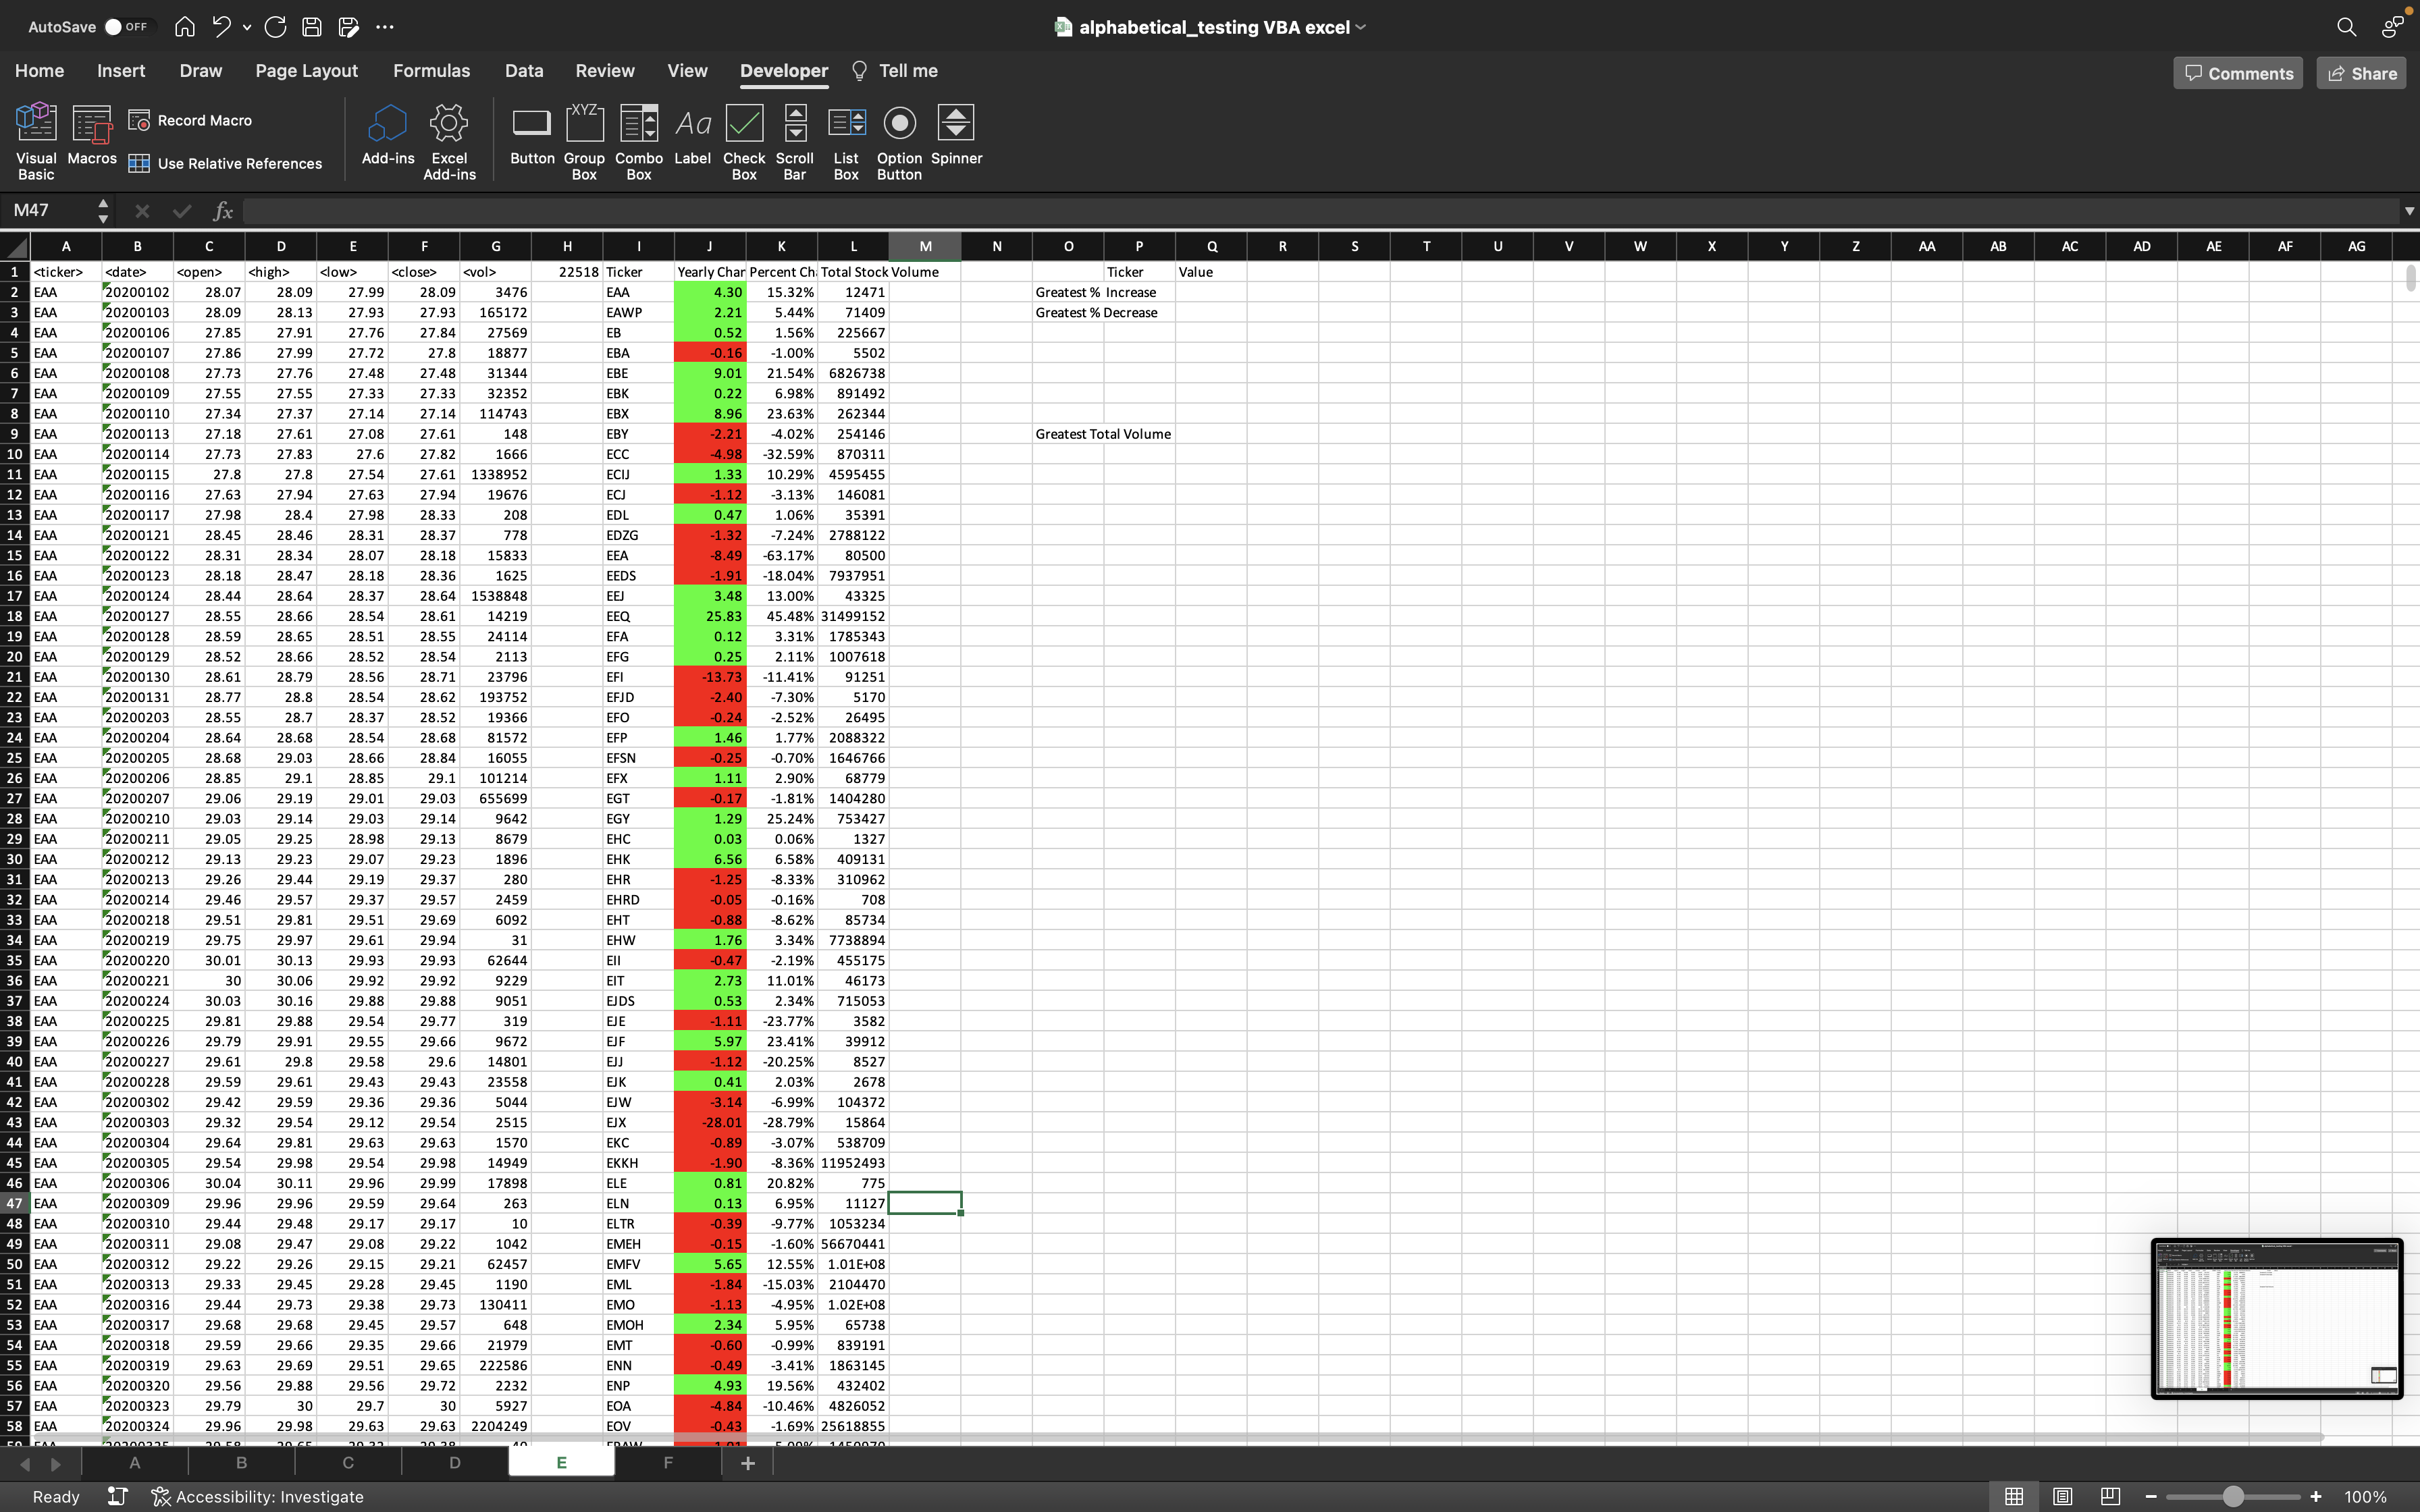 AutoSave OFF alphabetical_testing VBA excel
Home Insert Draw Page Layout Formulas Data Review View Developer Tell me Comments Share
Visual Basic Macros Record Macro Use Relative References Add-ins Excel Add-ins Button Group Box Combo Box Label Check Box Scroll Bar List Box Option Button Spinner
M47 fx
A B C D E F G H I J K L M N O P Q R S T U V W X Y Z AA AB AC AD AE AF AG
1 <ticker> <date> <open> <high> <low> <close> <vol> 22518 Ticker Yearly Char Percent Ch Total Stock Volume Ticker Value
2 EAA 20200102 28.07 28.09 27.99 28.09 3476 EAA 4.30 15.32% 12471 Greatest % Increase
3 EAA 20200103 28.09 28.13 27.93 27.93 165172 EAWP 2.21 5.44% 71409 Greatest % Decrease
4 EAA 20200106 27.85 27.91 27.76 27.84 27569 EB 0.52 1.56% 225667
5 EAA 20200107 27.86 27.99 27.72 27.8 18877 EBA -0.16 -1.00% 5502
6 EAA 20200108 27.73 27.76 27.48 27.48 31344 EBE 9.01 21.54% 6826738
7 EAA 20200109 27.55 27.55 27.33 27.33 32352 EBK 0.22 6.98% 891492
8 EAA 20200110 27.34 27.37 27.14 27.14 114743 EBX 8.96 23.63% 262344
9 EAA 20200113 27.18 27.61 27.08 27.61 148 EBY -2.21 -4.02% 254146 Greatest Total Volume
10 EAA 20200114 27.73 27.83 27.6 27.82 1666 ECC -4.98 -32.59% 870311
11 EAA 20200115 27.8 27.8 27.54 27.61 1338952 ECIJ 1.33 10.29% 4595455
12 EAA 20200116 27.63 27.94 27.63 27.94 19676 ECJ -1.12 -3.13% 146081
13 EAA 20200117 27.98 28.4 27.98 28.33 208 EDL 0.47 1.06% 35391
14 EAA 20200121 28.45 28.46 28.31 28.37 778 EDZG -1.32 -7.24% 2788122
15 EAA 20200122 28.31 28.34 28.07 28.18 15833 EEA -8.49 -63.17% 80500
16 EAA 20200123 28.18 28.47 28.18 28.36 1625 EEDS -1.91 -18.04% 7937951
17 EAA 20200124 28.44 28.64 28.37 28.64 1538848 EEJ 3.48 13.00% 43325
18 EAA 20200127 28.55 28.66 28.54 28.61 14219 EEQ 25.83 45.48% 31499152
19 EAA 20200128 28.59 28.65 28.51 28.55 24114 EFA 0.12 3.31% 1785343
20 EAA 20200129 28.52 28.66 28.52 28.54 2113 EFG 0.25 2.11% 1007618
21 EAA 20200130 28.61 28.79 28.56 28.71 23796 EFI -13.73 -11.41% 91251
22 EAA 20200131 28.77 28.8 28.54 28.62 193752 EFJD -2.40 -7.30% 5170
23 EAA 20200203 28.55 28.7 28.37 28.52 19366 EFO -0.24 -2.52% 26495
24 EAA 20200204 28.64 28.68 28.54 28.68 81572 EFP 1.46 1.77% 2088322
25 EAA 20200205 28.68 29.03 28.66 28.84 16055 EFSN -0.25 -0.70% 1646766
26 EAA 20200206 28.85 29.1 28.85 29.1 101214 EFX 1.11 2.90% 68779
27 EAA 20200207 29.06 29.19 29.01 29.03 655699 EGT -0.17 -1.81% 1404280
28 EAA 20200210 29.03 29.14 29.03 29.14 9642 EGY 1.29 25.24% 753427
29 EAA 20200211 29.05 29.25 28.98 29.13 8679 EHC 0.03 0.06% 1327
30 EAA 20200212 29.13 29.23 29.07 29.23 1896 EHK 6.56 6.58% 409131
31 EAA 20200213 29.26 29.44 29.19 29.37 280 EHR -1.25 -8.33% 310962
32 EAA 20200214 29.46 29.57 29.37 29.57 2459 EHRD -0.05 -0.16% 708
33 EAA 20200218 29.51 29.81 29.51 29.69 6092 EHT -0.88 -8.62% 85734
34 EAA 20200219 29.75 29.97 29.61 29.94 31 EHW 1.76 3.34% 7738894
35 EAA 20200220 30.01 30.13 29.93 29.93 62644 EII -0.47 -2.19% 455175
36 EAA 20200221 30 30.06 29.92 29.92 9229 EIT 2.73 11.01% 46173
37 EAA 20200224 30.03 30.16 29.88 29.88 9051 EJDS 0.53 2.34% 715053
38 EAA 20200225 29.81 29.88 29.54 29.77 319 EJE -1.11 -23.77% 3582
39 EAA 20200226 29.79 29.91 29.55 29.66 9672 EJF 5.97 23.41% 39912
40 EAA 20200227 29.61 29.8 29.58 29.6 14801 EJJ -1.12 -20.25% 8527
41 EAA 20200228 29.59 29.61 29.43 29.43 23558 EJK 0.41 2.03% 2678
42 EAA 20200302 29.42 29.59 29.36 29.36 5044 EJW -3.14 -6.99% 104372
43 EAA 20200303 29.32 29.54 29.12 29.54 2515 EJX -28.01 -28.79% 15864
44 EAA 20200304 29.64 29.81 29.63 29.63 1570 EKC -0.89 -3.07% 538709
45 EAA 20200305 29.54 29.98 29.54 29.98 14949 EKKH -1.90 -8.36% 11952493
46 EAA 20200306 30.04 30.11 29.96 29.99 17898 ELE 0.81 20.82% 775
47 EAA 20200309 29.96 29.96 29.59 29.64 263 ELN 0.13 6.95% 11127
48 EAA 20200310 29.44 29.48 29.17 29.17 10 ELTR -0.39 -9.77% 1053234
49 EAA 20200311 29.08 29.47 29.08 29.22 1042 EMEH -0.15 -1.60% 56670441
50 EAA 20200312 29.22 29.26 29.15 29.21 62457 EMFV 5.65 12.55% 1.01E+08
51 EAA 20200313 29.33 29.45 29.28 29.45 1190 EML -1.84 -15.03% 2104470
52 EAA 20200316 29.44 29.73 29.38 29.73 130411 EMO -1.13 -4.95% 1.02E+08
53 EAA 20200317 29.68 29.68 29.45 29.57 648 EMOH 2.34 5.95% 65738
54 EAA 20200318 29.59 29.66 29.35 29.66 21979 EMT -0.60 -0.99% 839191
55 EAA 20200319 29.63 29.69 29.51 29.65 222586 ENN -0.49 -3.41% 1863145
56 EAA 20200320 29.56 29.88 29.56 29.72 2232 ENP 4.93 19.56% 432402
57 EAA 20200323 29.79 30 29.7 30 5927 EOA -4.84 -10.46% 4826052
58 EAA 20200324 29.96 29.98 29.63 29.63 2204249 EOV -0.43 -1.69% 25618855
A B C D E F
Ready Accessibility: Investigate 100%